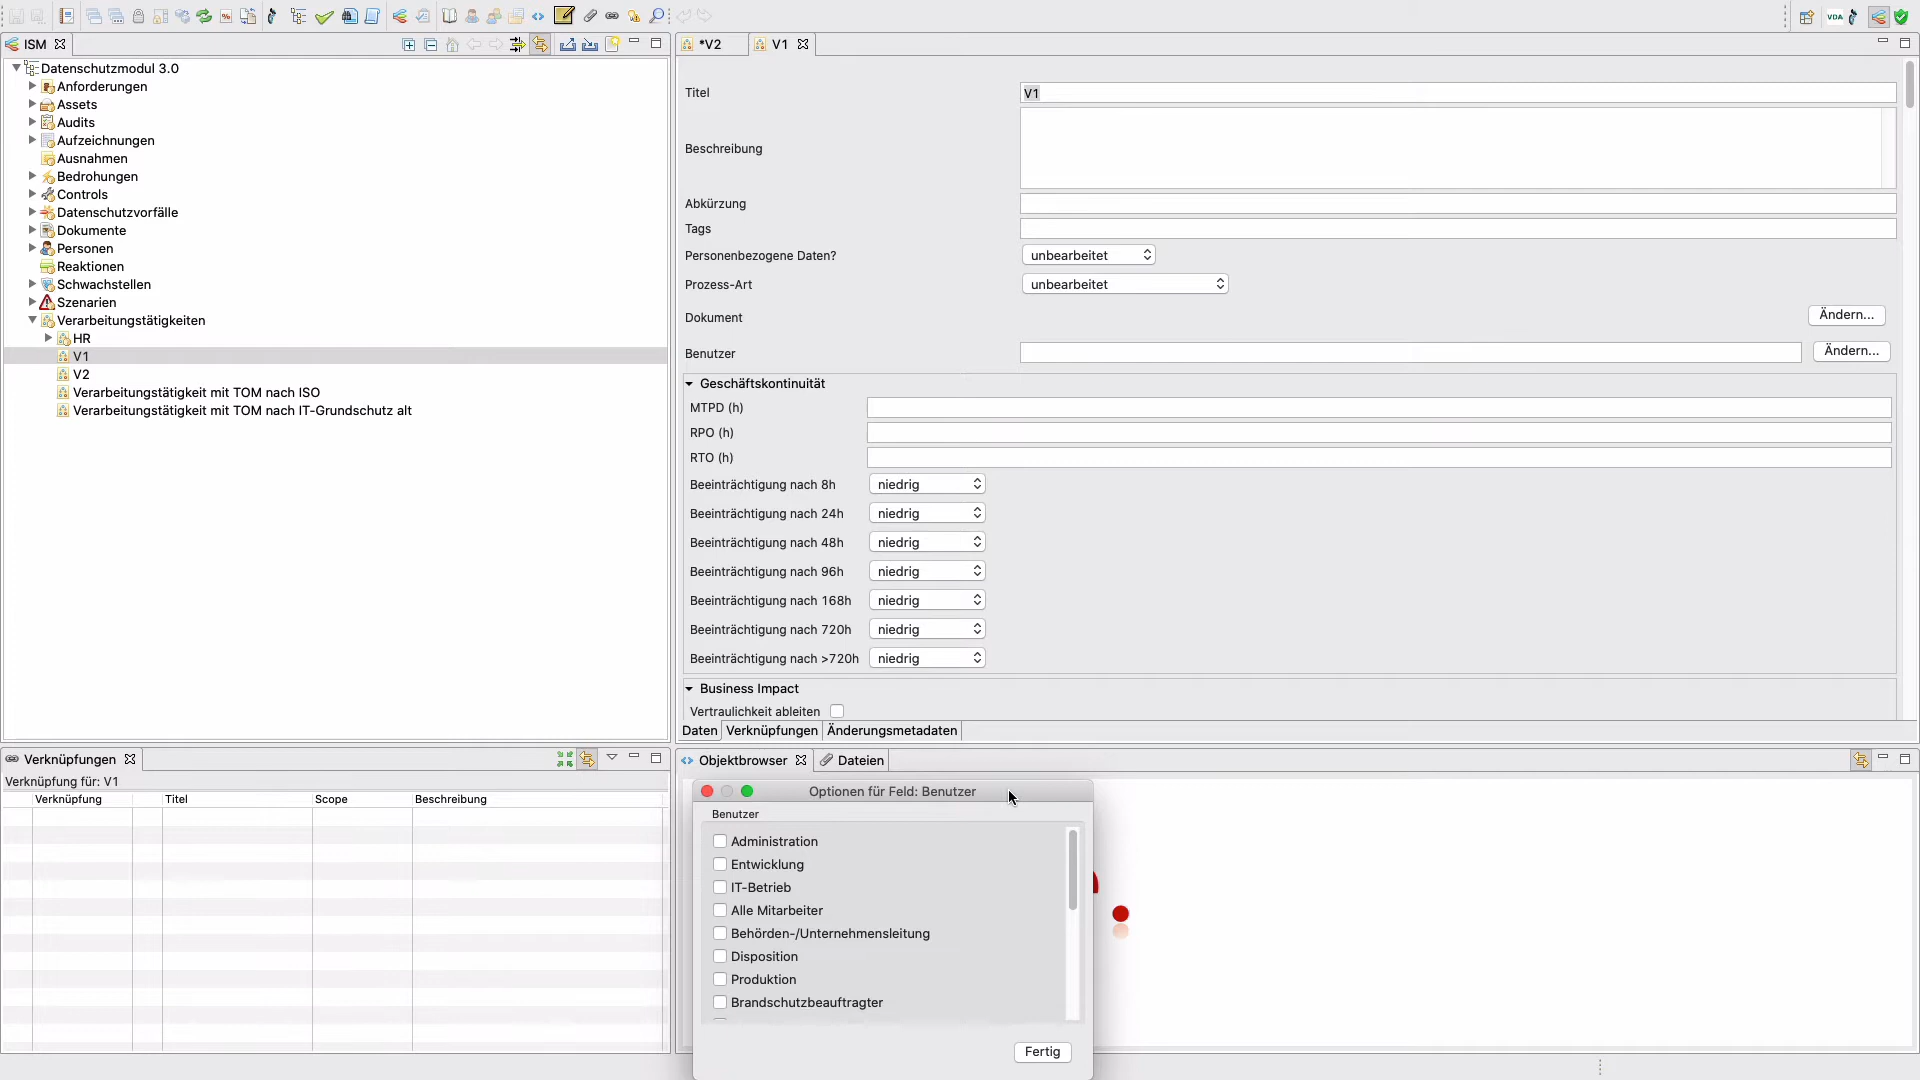 VDA
ISM
Datenschutzmodul 3.0
Anforderungen
Assets
Audits
Aufzeichnungen
Ausnahmen
Bedrohungen
Controls
Datenschutzvorfälle
Dokumente
Personen
Reaktionen
Schwachstellen
Szenarien
Verarbeitungstätigkeiten
HR
V1
V2
Verarbeitungstätigkeit mit TOM nach ISO
Verarbeitungstätigkeit mit TOM nach IT-Grundschutz alt
*V2
V1
Titel V1
Beschreibung
Abkürzung
Tags
Personenbezogene Daten? unbearbeitet
Prozess-Art unbearbeitet
Dokument Ändern...
Benutzer Ändern...
Geschäftskontinuität
MTPD (h)
RPO (h)
RTO (h)
Beeinträchtigung nach 8h niedrig
Beeinträchtigung nach 24h niedrig
Beeinträchtigung nach 48h niedrig
Beeinträchtigung nach 96h niedrig
Beeinträchtigung nach 168h niedrig
Beeinträchtigung nach 720h niedrig
Beeinträchtigung nach >720h niedrig
Business Impact
Vertraulichkeit ableiten
Daten Verknüpfungen Änderungsmetadaten
Verknüpfungen
Verknüpfung für: V1
Verknüpfung Titel Scope Beschreibung
Objektbrowser Dateien
Optionen für Feld: Benutzer
Benutzer
Administration
Entwicklung
IT-Betrieb
Alle Mitarbeiter
Behörden-/Unternehmensleitung
Disposition
Produktion
Brandschutzbeauftragter
Fertig